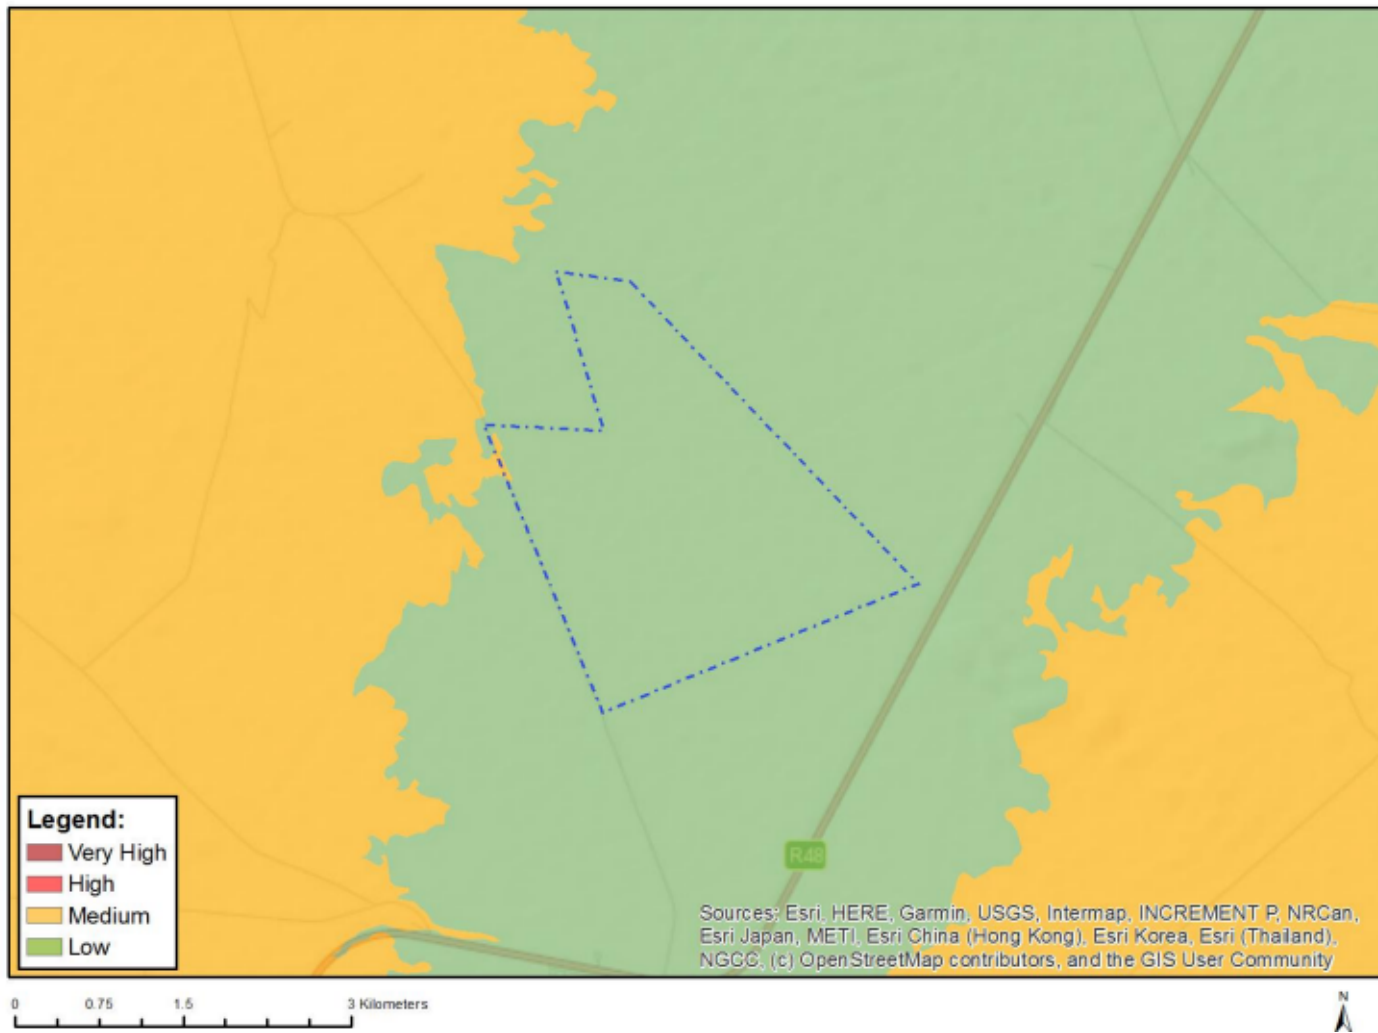 R48
Legend:
Very High
High
Medium
Low
Sources: Esri, HERE, Garmin, USGS, Intermap, INCREMENT P, NRCan,
Esri Japan, METI, Esri China (Hong Kong), Esri Korea, Esri (Thailand),
NGCC, (c) OpenStreetMap contributors, and the GIS User Community
0 0.75 1.5 3 Kilometers
N